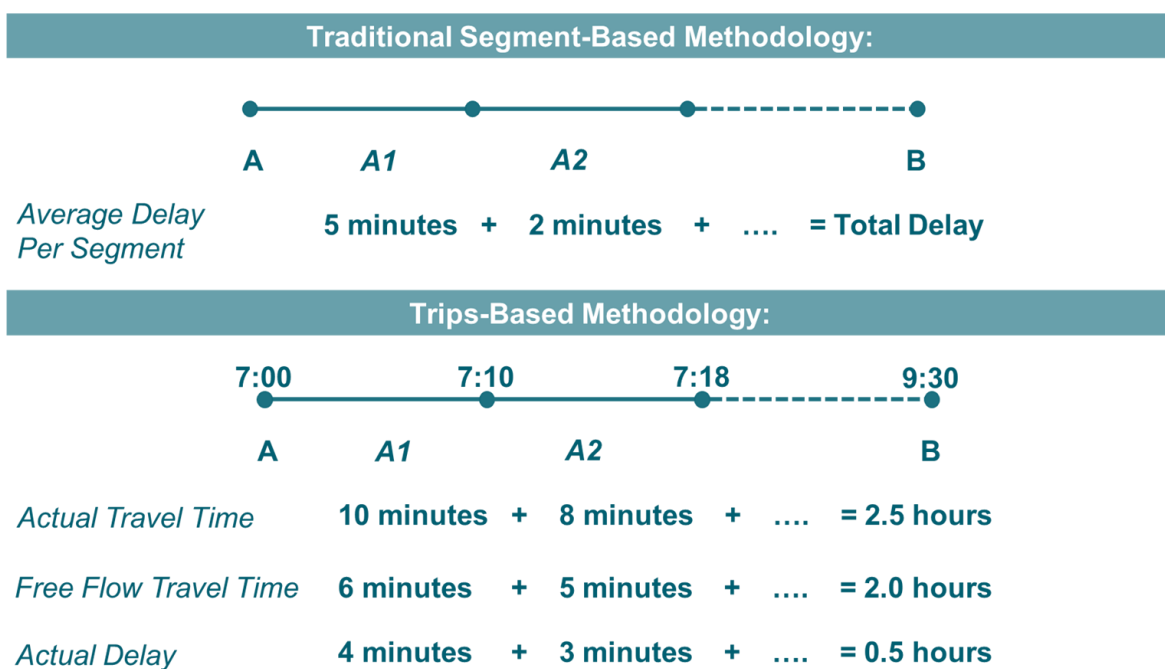 Traditional Segment-Based Methodology:
A A1 A2 B
Average Delay
Per Segment
5 minutes + 2 minutes + .... = Total Delay
Trips-Based Methodology:
7:00 7:10 7:18 9:30
A A1 A2 B
Actual Travel Time 10 minutes + 8 minutes + .... = 2.5 hours
Free Flow Travel Time 6 minutes + 5 minutes + .... = 2.0 hours
Actual Delay 4 minutes + 3 minutes + .... = 0.5 hours